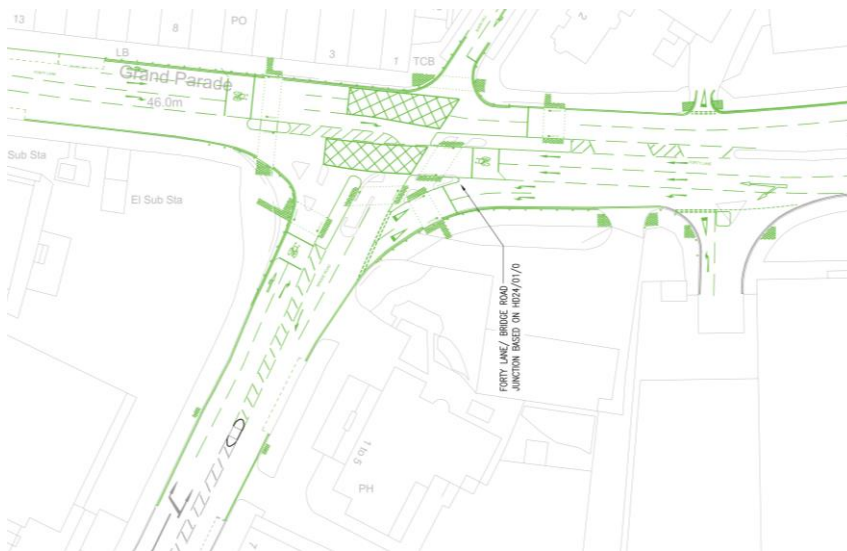 13
8
PO
2
LB
3
1
TCB
Grand Parade
46.0m
Sub Sta
El Sub Sta
FORTY LANE/ BRIDGE ROAD
JUNCTION BASED ON H024/01/0
1 to 5
PH